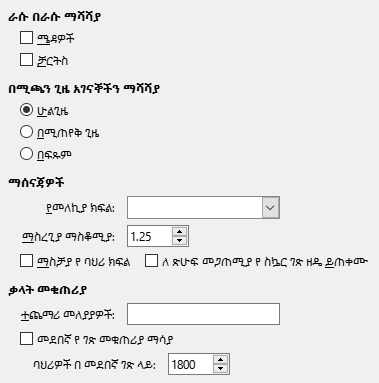 ራሱ በራሱ ማሻሻያ
ሜዳዎች
ቻርትስ
በሚጫን ጊዜ አገናኞችን ማሻሻያ
ሁልጊዜ
በሚጠየቅ ጊዜ
በፍጹም
ማሰናጃዎች
የመለኪያ ክፍል:
ማስረጊያ ማስቆሚያ: 1.25
ማስቻያ የ ባህሪ ክፍል ለ ጽሁፍ መጋጠሚያ የ ስኳር ገጽ ዘዴ ይጠቀሙ
ቃላት መቁጠሪያ
ተጨማሪ መለያያዎች:
መደበኛ የ ገጽ መቁጠሪያ ማሳያ
ባህሪዎች በ መደበኛ ገጽ ላይ: 1800